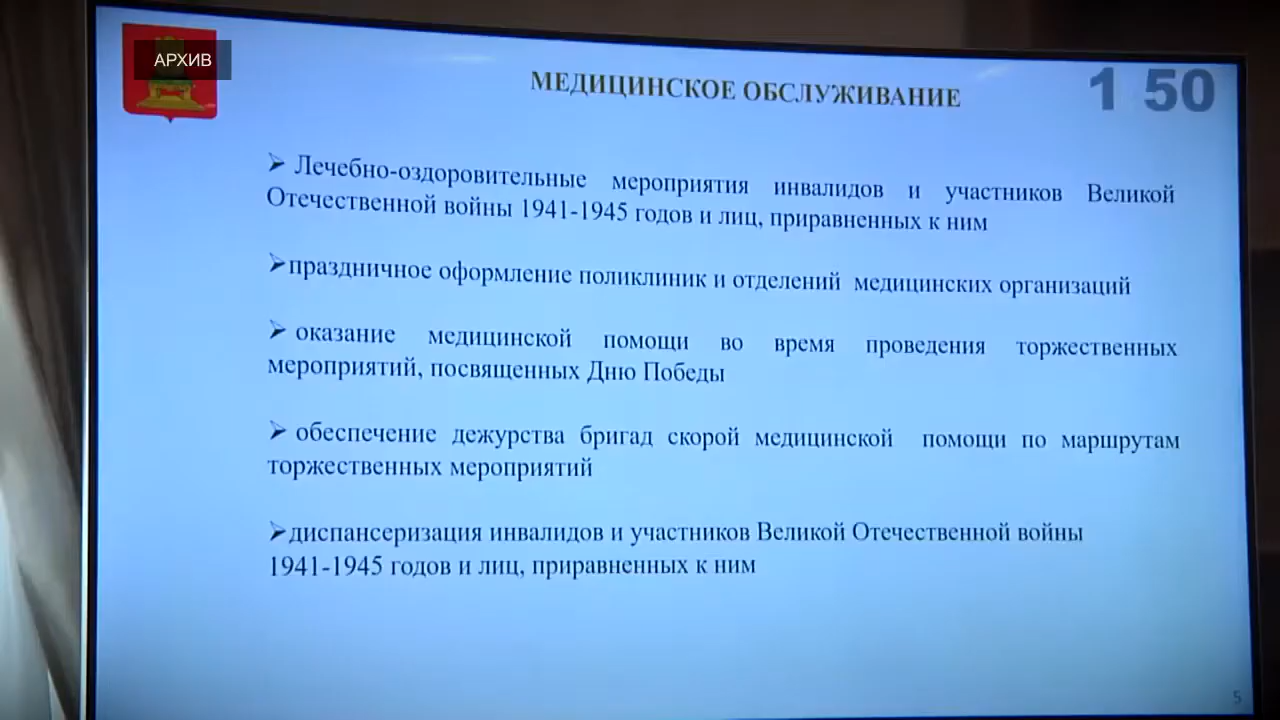 АРХИВ
МЕДИЦИНСКОЕ ОБСЛУЖИВАНИЕ
1 50
➢ Лечебно-оздоровительные мероприятия инвалидов и участников Великой
Отечественной войны 1941-1945 годов и лиц, приравненных к ним
➢праздничное оформление поликлиник и отделений медицинских организаций
➢ оказание медицинской помощи во время проведения торжественных
мероприятий, посвященных Дню Победы
➢ обеспечение дежурства бригад скорой медицинской помощи по маршрутам
торжественных мероприятий
➢диспансеризация инвалидов и участников Великой Отечественной войны
1941-1945 годов и лиц, приравненных к ним
5